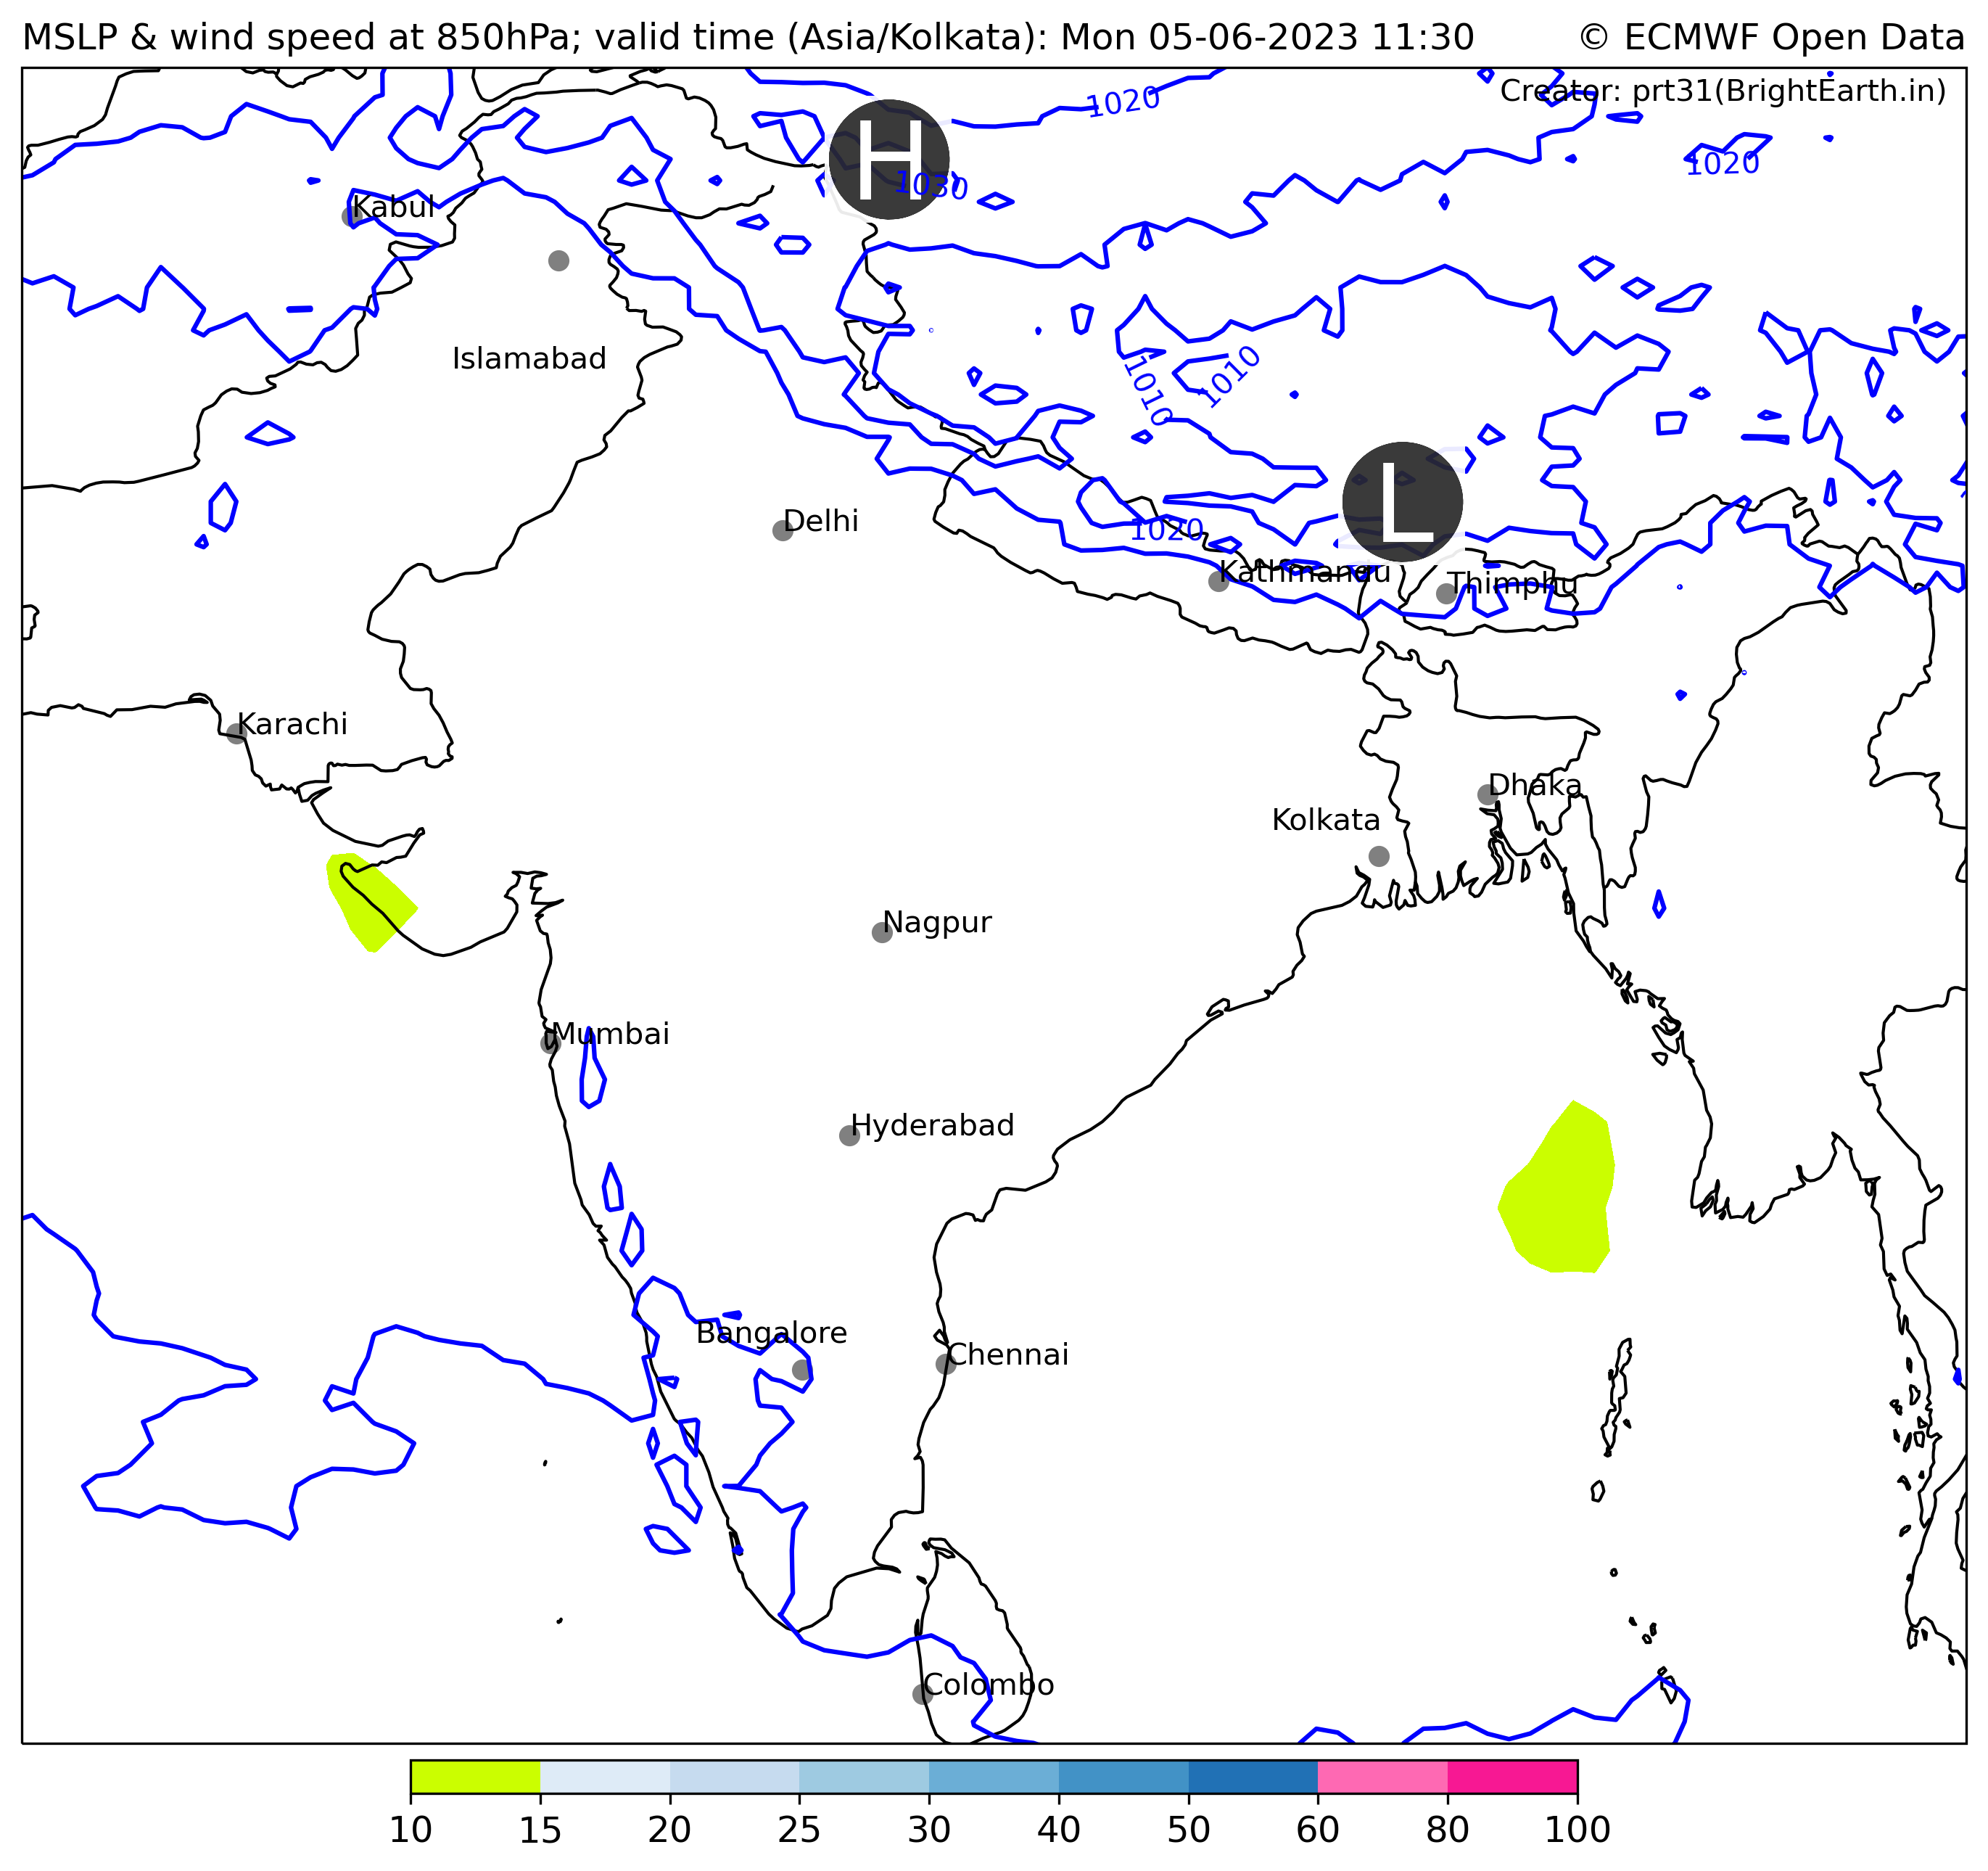 MSLP & wind speed at 850hPa; valid time (Asia/Kolkata): Mon 05-06-2023 11:30
© ECMWF Open Data
Creator: prt31(BrightEarth.in)
1020
H
1020
1030
Kabul
Islamabad
1010
1010
Delhi
1020
L
Kathmandu
Thimphu
Karachi
Dhaka
Kolkata
Nagpur
Mumbai
Hyderabad
Bangalore
Chennai
Colombo
10 15 20 25 30 40 50 60 80 100